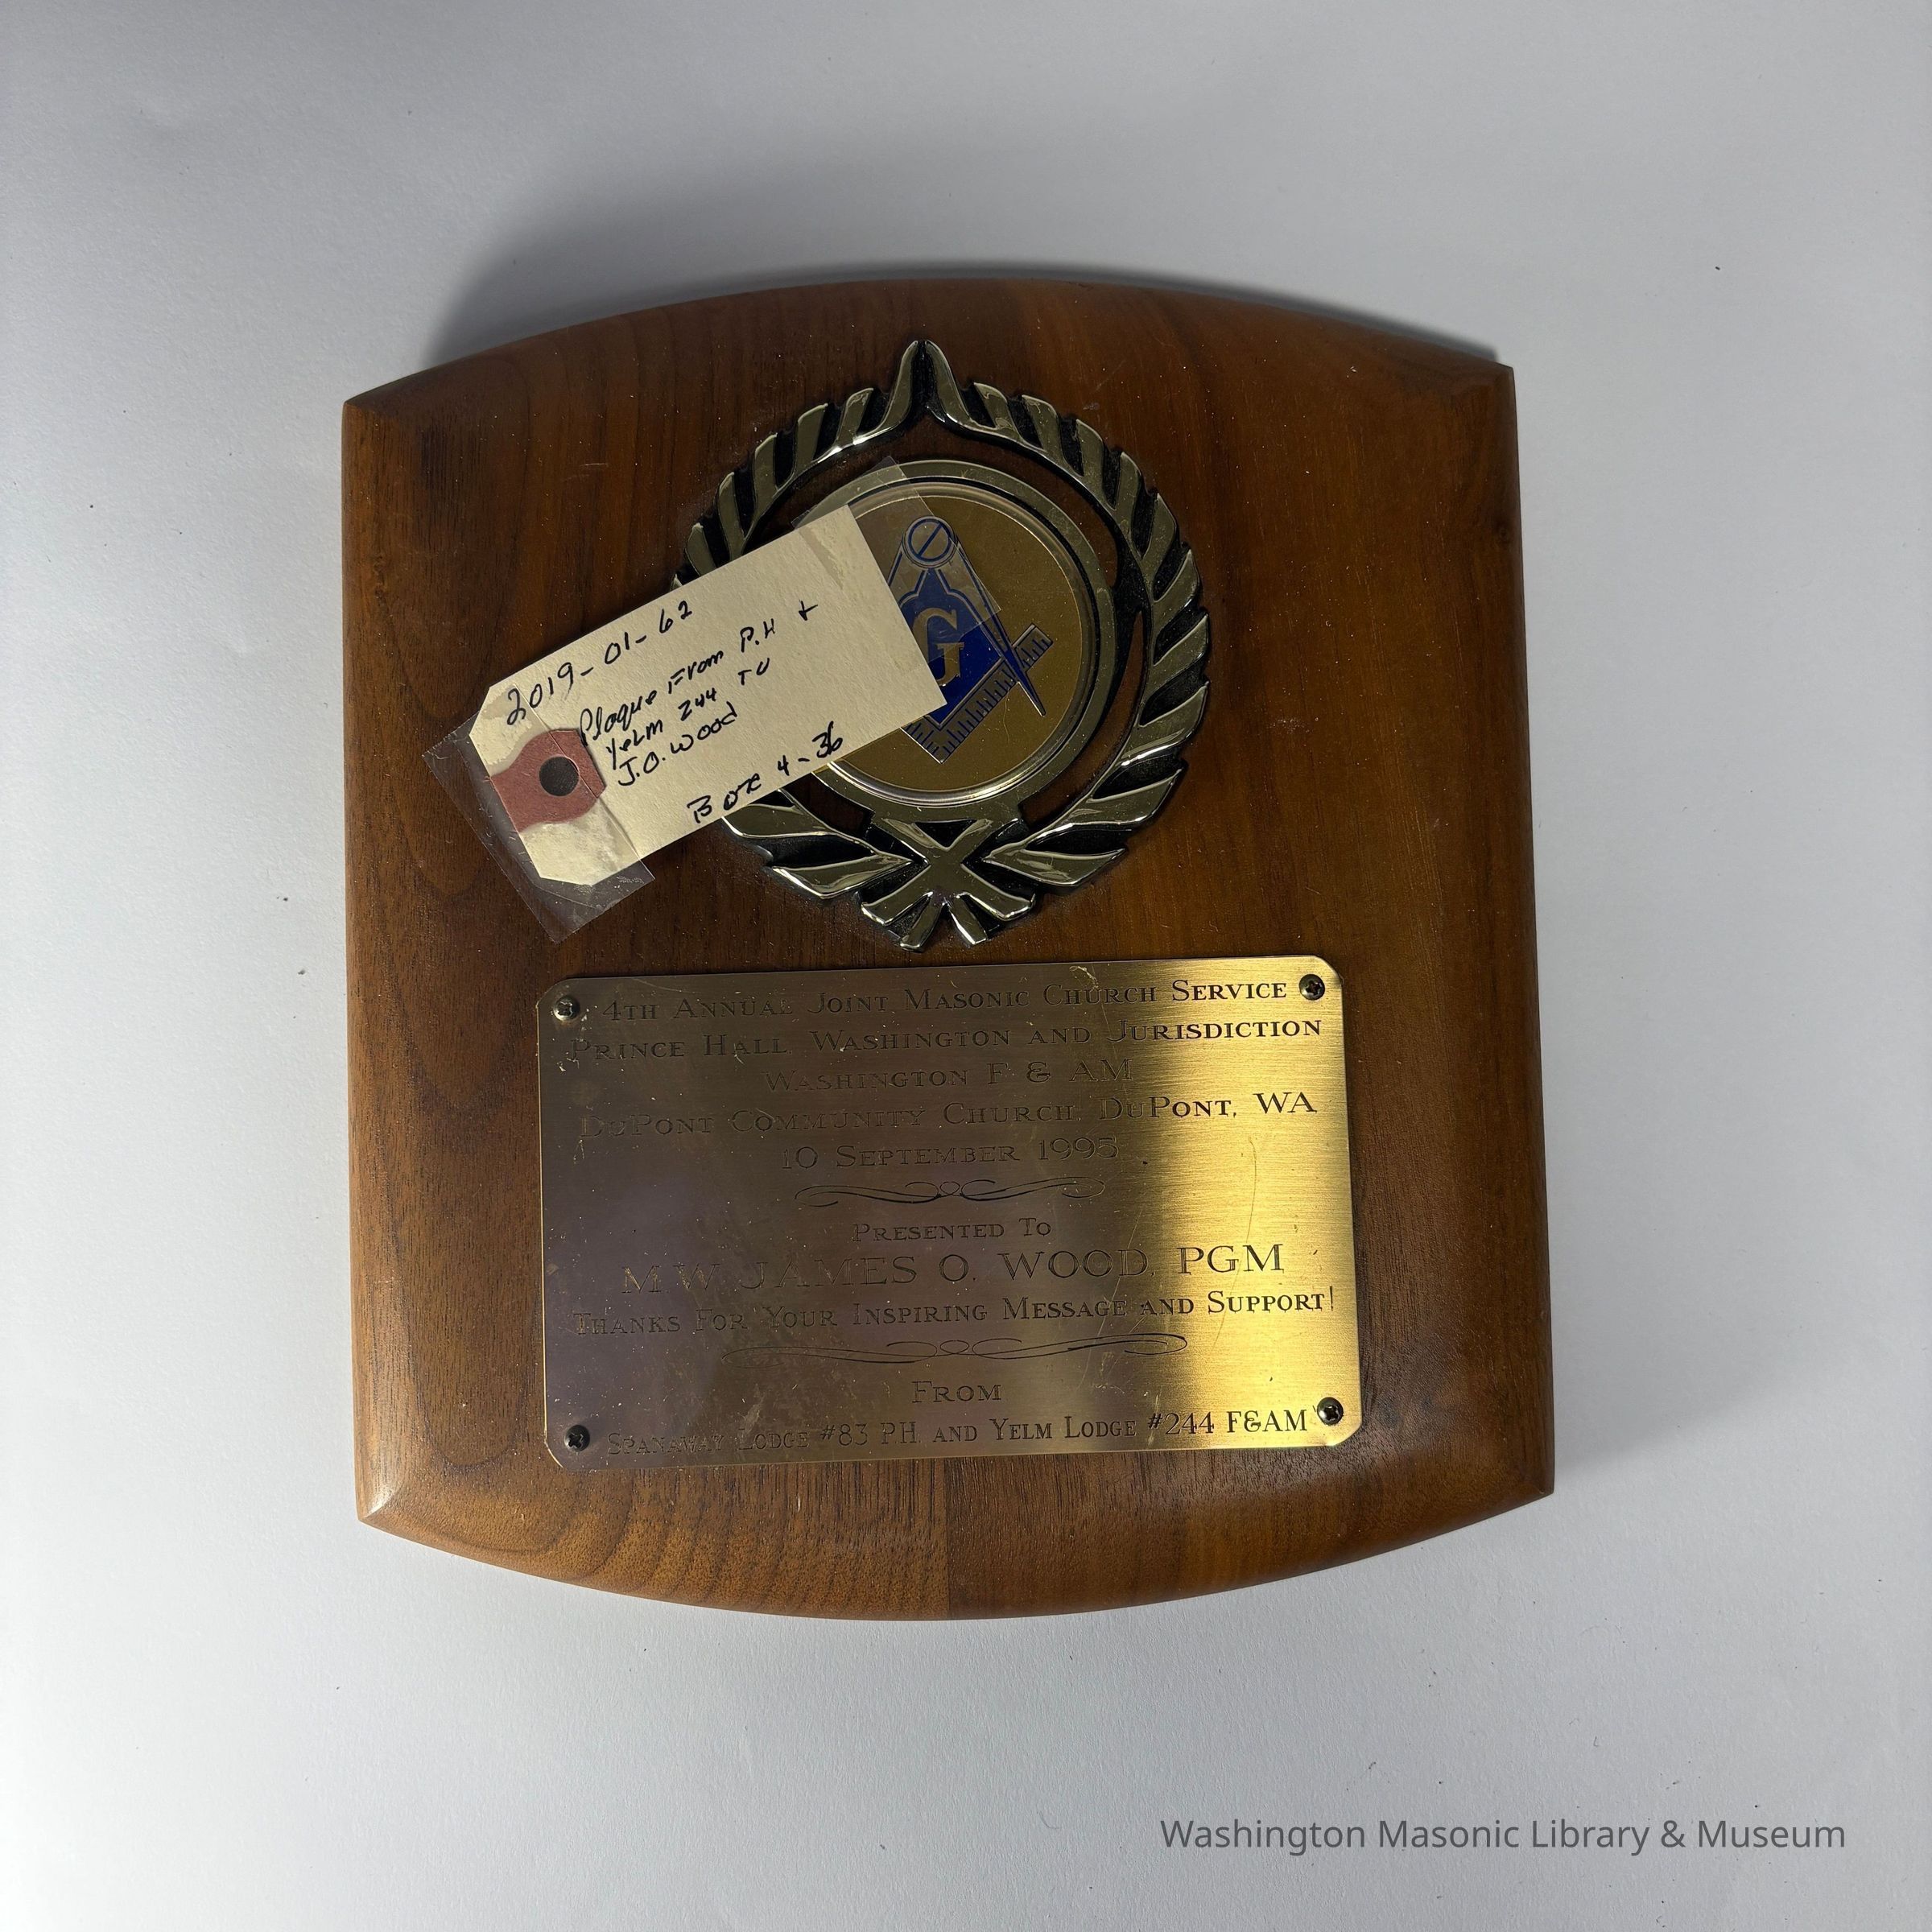 2019-01-62
Plaque From P.H +
Yelm 244 TO
J.O. Wood
Box 4-36
G
4TH ANNUAL JOINT MASONIC CHURCH SERVICE
PRINCE HALL, WASHINGTON AND JURISDICTION
WASHINGTON F & AM
DUPONT COMMUNITY CHURCH, DUPONT, WA
10 SEPTEMBER 1995
PRESENTED TO
M.W. JAMES O. WOOD, PGM
THANKS FOR YOUR INSPIRING MESSAGE AND SUPPORT!
FROM
SPANAWAY LODGE #83 P.H. AND YELM LODGE #244 F&AM
Washington Masonic Library & Museum